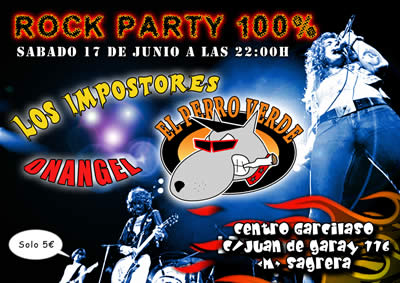 ROCK PARTY 100%
SABADO 17 DE JUNIO A LAS 22:00H
LOS IMPOSTORES
EL PERRO VERDE
ONANGEL
Solo 5€
CENTRO GARCILASO
C/JUAN DE GARAY 116
<M> SAGRERA